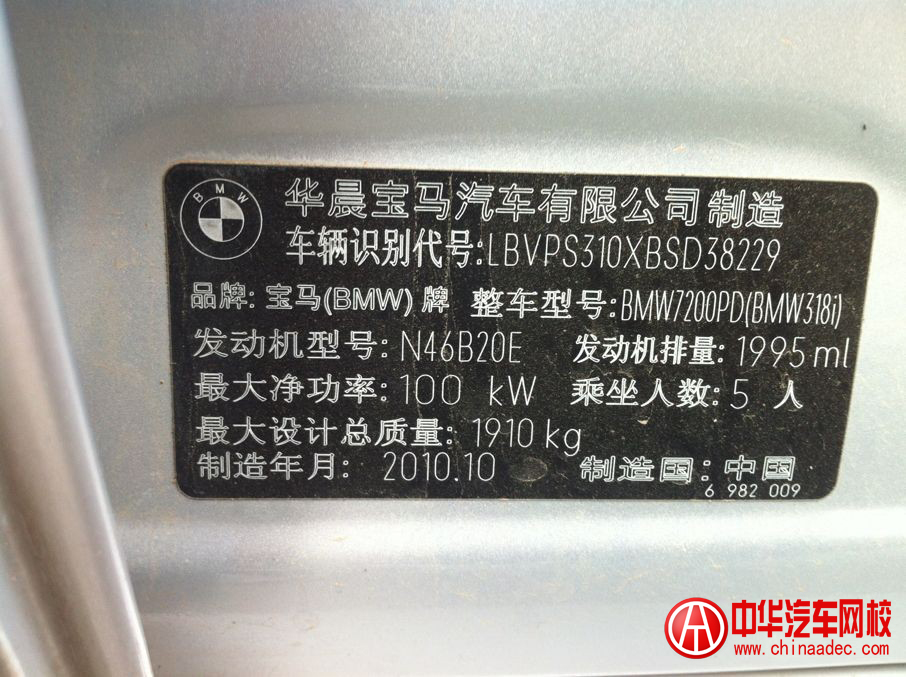 BMW
华晨宝马汽车有限公司 制造
车辆识别代号:LBVPS310XBSD38229
品牌: 宝马(BMW) 牌 整车型号: BMW7200PD(BMW318i)
发动机型号: N46B20E 发动机排量: 1995 ml
最大净功率: 100 kW 乘坐人数: 5 人
最大设计总质量: 1910 kg
制造年月: 2010.10 制造国: 中国
6 982 009
中华汽车网校
www.chinaadec.com